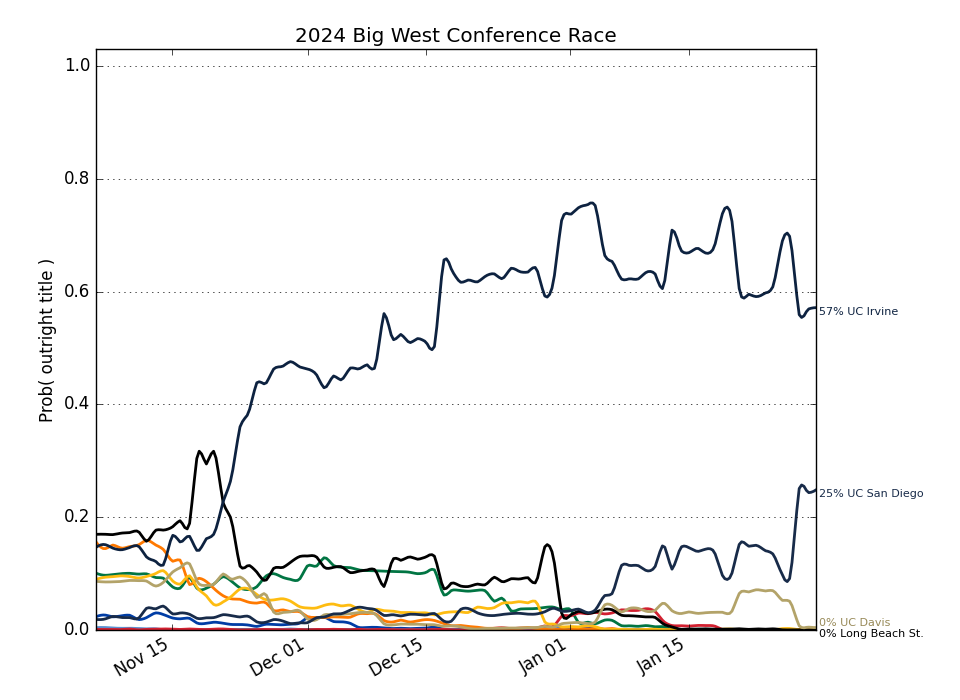 2024 Big West Conference Race
Prob( outright title )
1.0
0.8
0.6
0.4
0.2
0.0
Nov 15
Dec 01
Dec 15
Jan 01
Jan 15
57% UC Irvine
25% UC San Diego
0% UC Davis
0% Long Beach St.